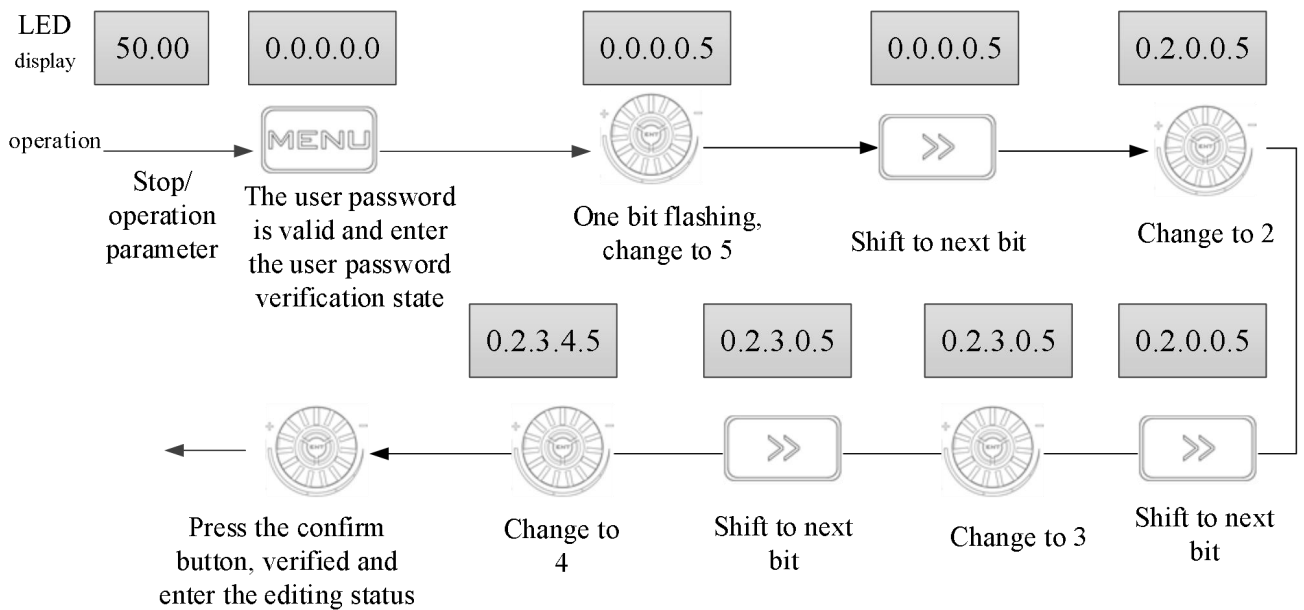 LED
display
50.00
0.0.0.0.0
0.0.0.0.5
0.0.0.0.5
0.2.0.0.5
operation
MENU
ENT
>>
ENT
Stop/
operation
parameter
The user password
is valid and enter
the user password
verification state
One bit flashing,
change to 5
Shift to next bit
Change to 2
0.2.3.4.5
0.2.3.0.5
0.2.3.0.5
0.2.0.0.5
ENT
ENT
>>
ENT
>>
Press the confirm
button, verified and
enter the editing status
Change to
4
Shift to next
bit
Change to 3
Shift to next
bit